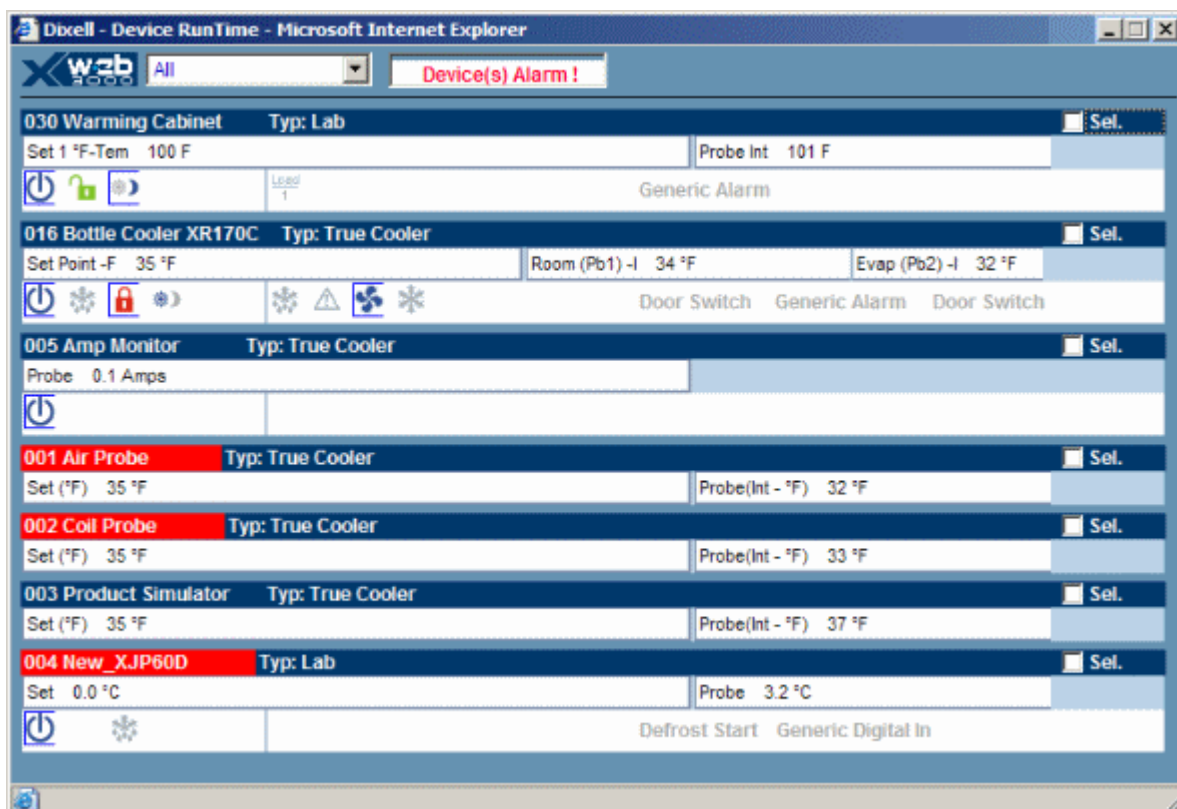 Dixell - Device RunTime - Microsoft Internet Explorer
XWEB 3000 All Device(s) Alarm !
030 Warming Cabinet Typ: Lab Sel.
Set 1 °F-Tem 100 F Probe Int 101 F
Load 1 Generic Alarm
016 Bottle Cooler XR170C Typ: True Cooler Sel.
Set Point -F 35 °F Room (Pb1) -I 34 °F Evap (Pb2) -I 32 °F
Door Switch Generic Alarm Door Switch
005 Amp Monitor Typ: True Cooler Sel.
Probe 0.1 Amps
001 Air Probe Typ: True Cooler Sel.
Set (°F) 35 °F Probe(Int - °F) 32 °F
002 Coil Probe Typ: True Cooler Sel.
Set (°F) 35 °F Probe(Int - °F) 33 °F
003 Product Simulator Typ: True Cooler Sel.
Set (°F) 35 °F Probe(Int - °F) 37 °F
004 New_XJP60D Typ: Lab Sel.
Set 0.0 °C Probe 3.2 °C
Defrost Start Generic Digital In